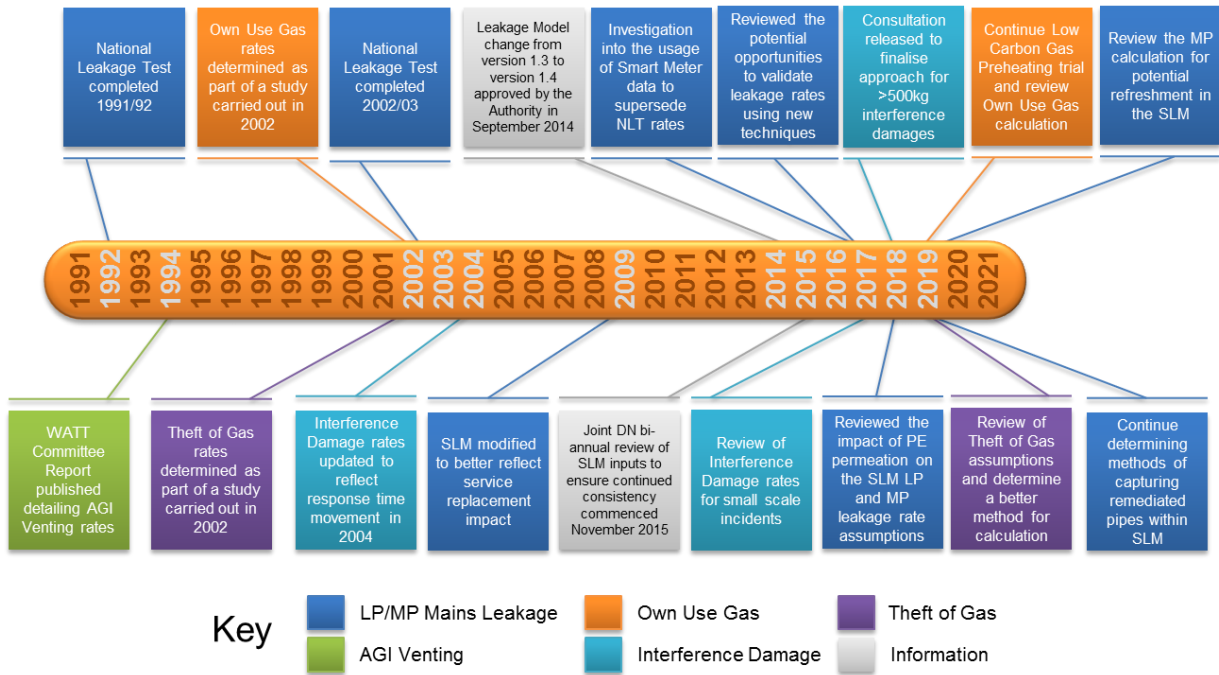 National
Leakage Test
completed
1991/92
Own Use Gas
rates
determined as
part of a study
carried out in
2002
National
Leakage Test
completed
2002/03
Leakage Model
change from
version 1.3 to
version 1.4
approved by the
Authority in
September 2014
Investigation
into the usage
of Smart Meter
data to
supersede
NLT rates
Reviewed the
potential
opportunities
to validate
leakage rates
using new
techniques
Consultation
released to
finalise
approach for
>500kg
interference
damages
Continue Low
Carbon Gas
Preheating trial
and review
Own Use Gas
calculation
Review the MP
calculation for
potential
refreshment in
the SLM
1991
1992
1993
1994
1995
1996
1997
1998
1999
2000
2001
2002
2003
2004
2005
2006
2007
2008
2009
2010
2011
2012
2013
2014
2015
2016
2017
2018
2019
2020
2021
WATT
Committee
Report
published
detailing AGI
Venting rates
Theft of Gas
rates
determined as
part of a study
carried out in
2002
Interference
Damage rates
updated to
reflect
response time
movement in
2004
SLM modified
to better reflect
service
replacement
impact
Joint DN bi-
annual review of
SLM inputs to
ensure continued
consistency
commenced
November 2015
Review of
Interference
Damage rates
for small scale
incidents
Reviewed the
impact of PE
permeation on
the SLM LP
and MP
leakage rate
assumptions
Review of
Theft of Gas
assumptions
and determine
a better
method for
calculation
Continue
determining
methods of
capturing
remediated
pipes within
SLM
Key
LP/MP Mains Leakage
Own Use Gas
Theft of Gas
AGI Venting
Interference Damage
Information